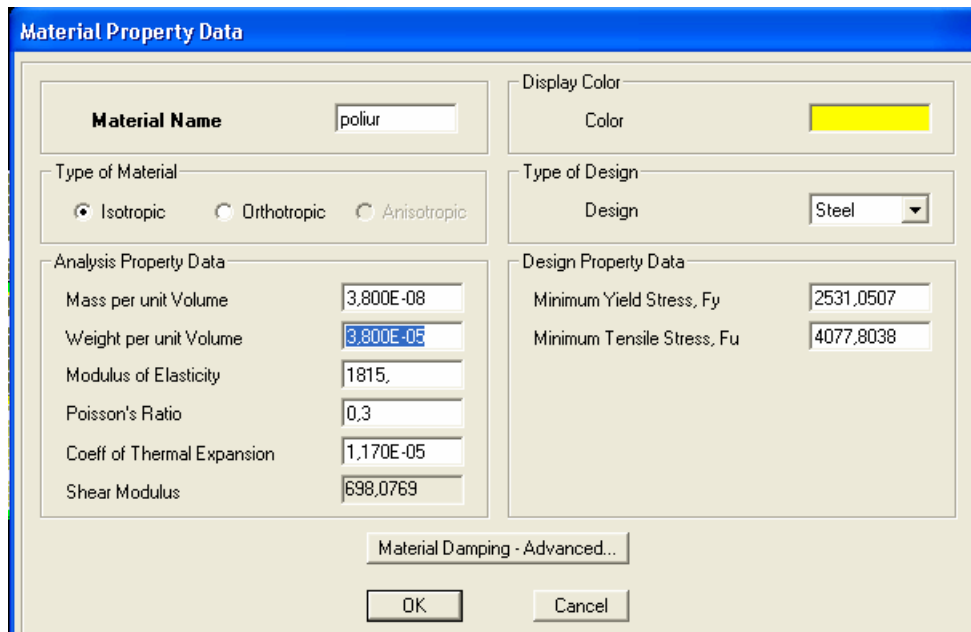 Material Property Data
Material Name
poliur
Display Color
Color
Type of Material
Isotropic
Orthotropic
Anisotropic
Type of Design
Design
Steel
Analysis Property Data
Mass per unit Volume
3,800E-08
Weight per unit Volume
3,800E-05
Modulus of Elasticity
1815,
Poisson's Ratio
0,3
Coeff of Thermal Expansion
1,170E-05
Shear Modulus
698,0769
Design Property Data
Minimum Yield Stress, Fy
2531,0507
Minimum Tensile Stress, Fu
4077,8038
Material Damping - Advanced...
OK
Cancel